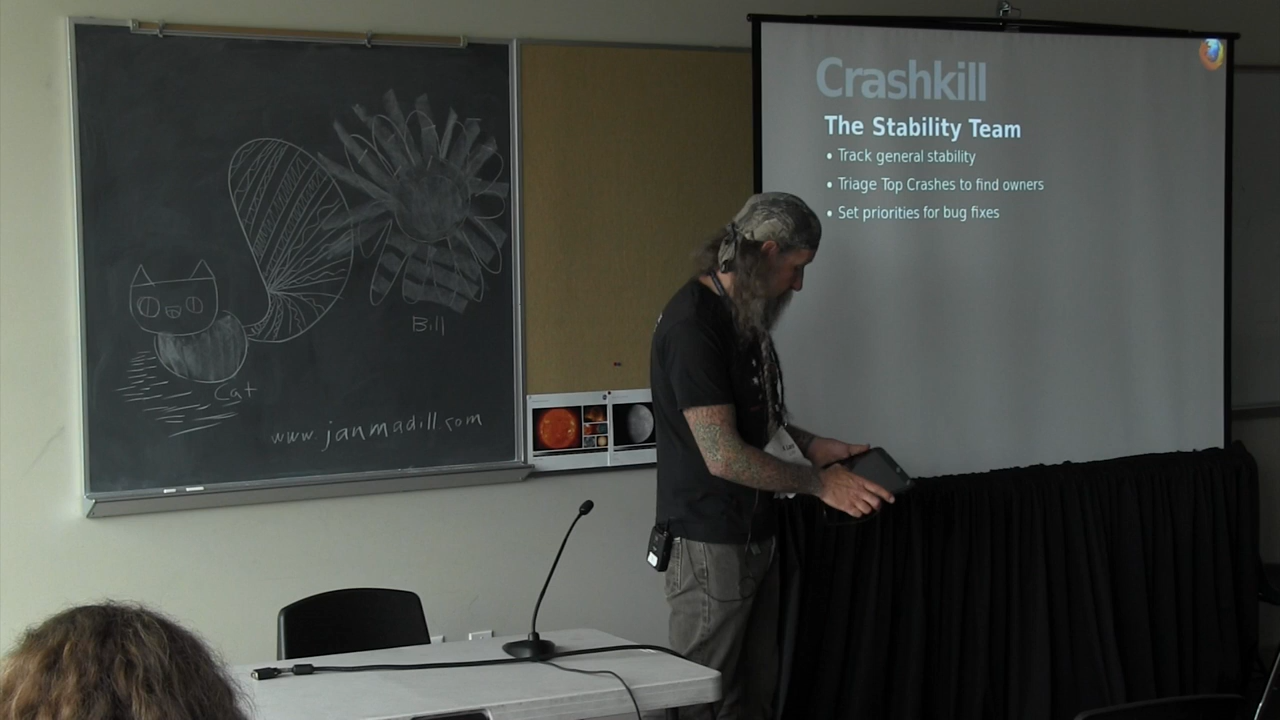 Bill
Cat
www.janmadill.com
Crashkill
The Stability Team
• Track general stability
• Triage Top Crashes to find owners
• Set priorities for bug fixes